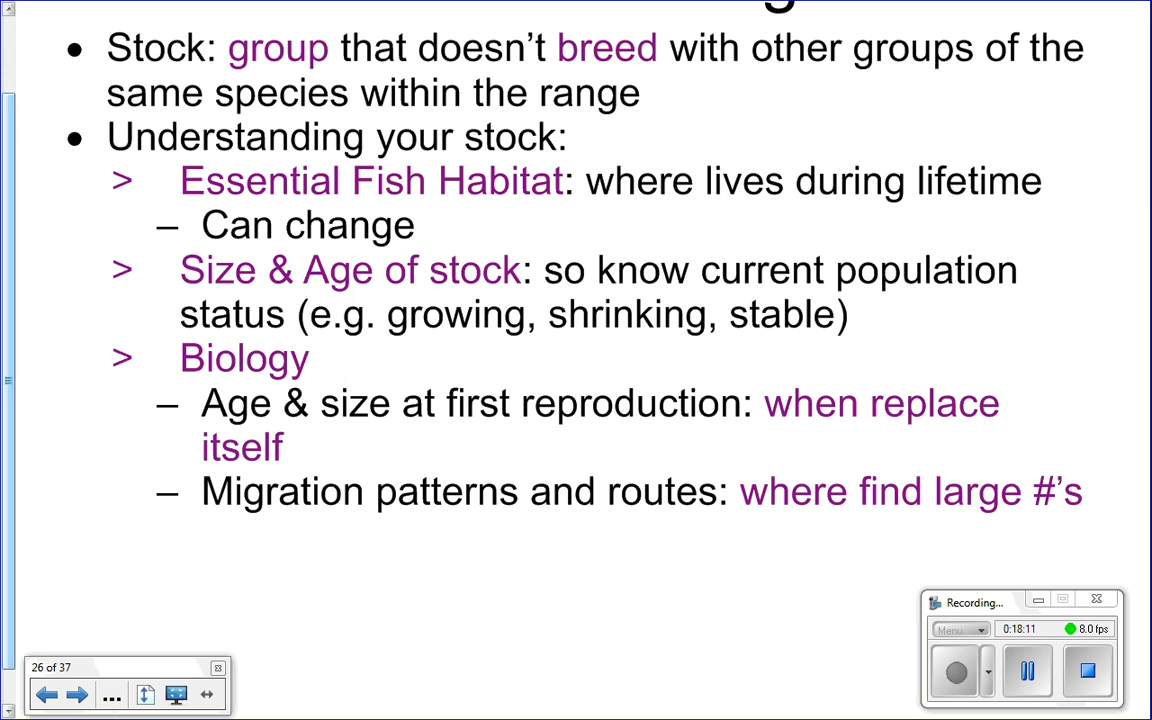 • Stock: group that doesn’t breed with other groups of the
same species within the range
• Understanding your stock:
> Essential Fish Habitat: where lives during lifetime
– Can change
> Size & Age of stock: so know current population
status (e.g. growing, shrinking, stable)
> Biology
– Age & size at first reproduction: when replace
itself
– Migration patterns and routes: where find large #’s
Recording...
Menu 0:18:11 8.0 fps
26 of 37
...